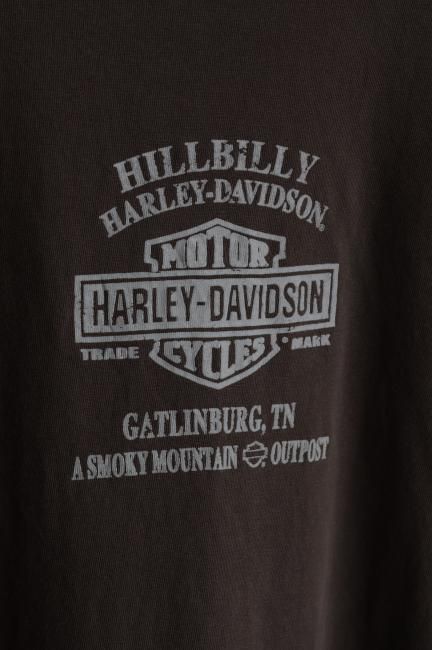 HILLBILLY
HARLEY-DAVIDSON®
MOTOR
HARLEY-DAVIDSON
TRADE MARK
CYCLES
GATLINBURG, TN
A SMOKY MOUNTAIN OUTPOST